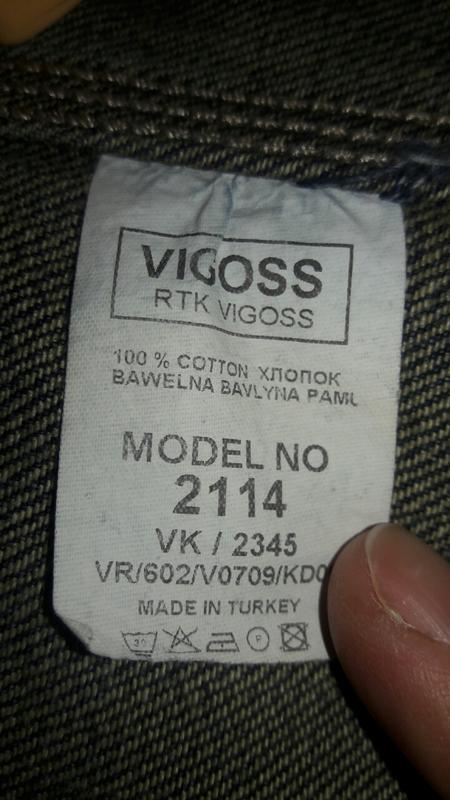 VIGOSS
RTK VIGOSS
100 % COTTON ХЛОПОК
BAWELNA BAVLYNA
MODEL NO
2114
VK / 2345
VR/602/V0709/KD0
MADE IN TURKEY
30
P